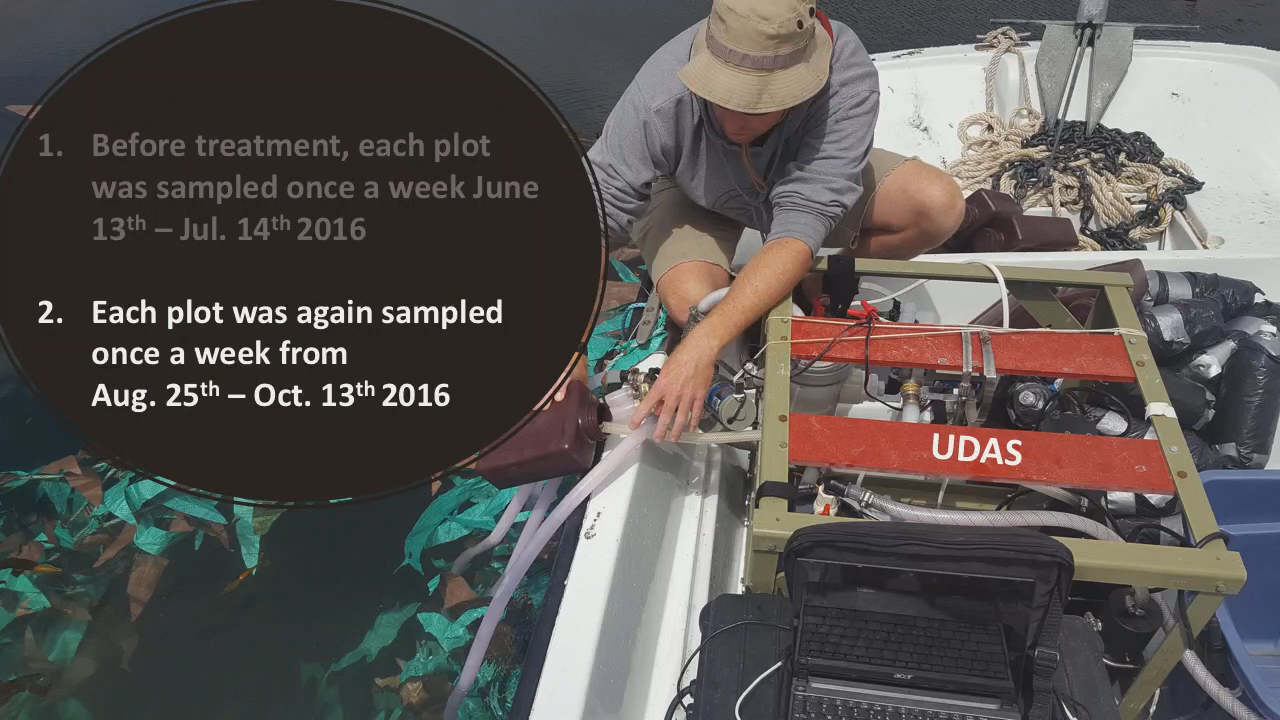 1. Before treatment, each plot
was sampled once a week June
13th – Jul. 14th 2016
2. Each plot was again sampled
once a week from
Aug. 25th – Oct. 13th 2016
UDAS
acer